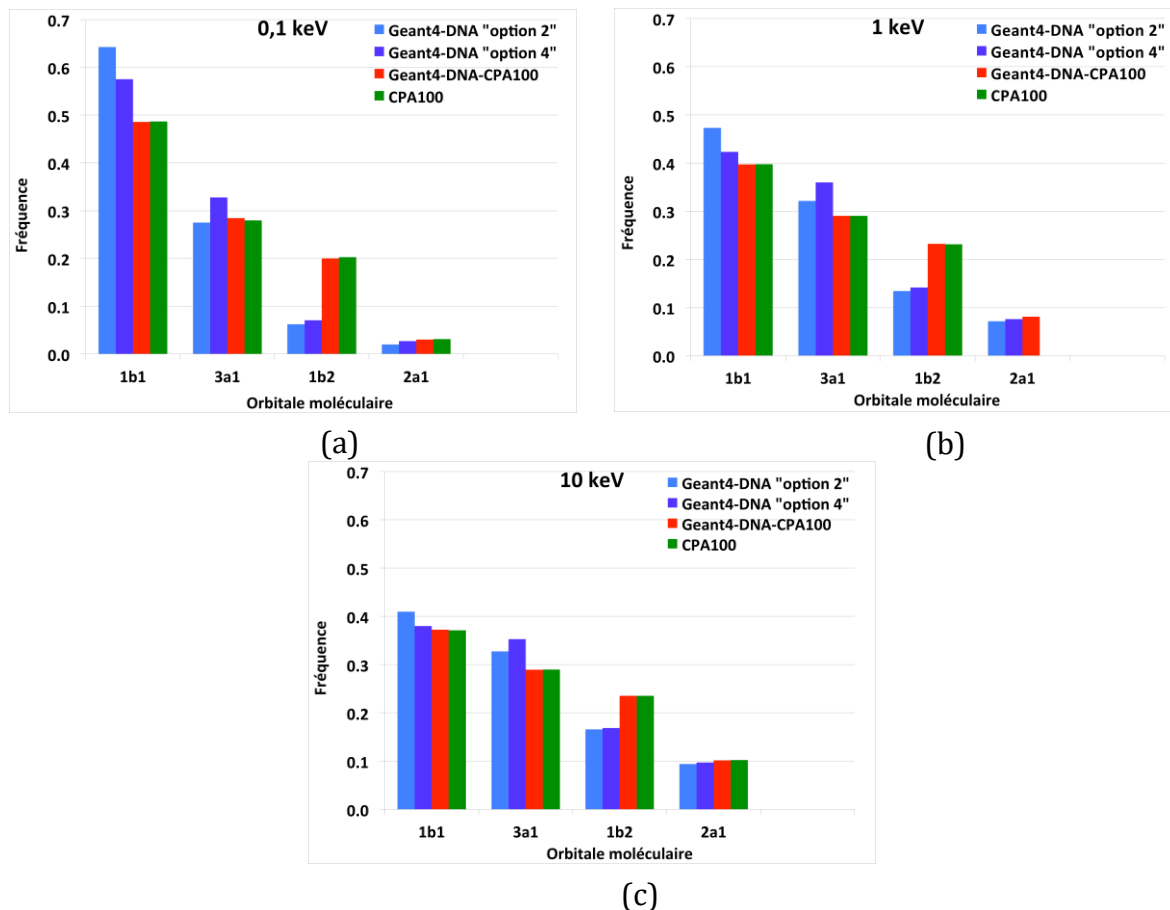 0,1 keV
Geant4-DNA "option 2"
Geant4-DNA "option 4"
Geant4-DNA-CPA100
CPA100
0.7
0.6
0.5
0.4
0.3
0.2
0.1
0.0
Fréquence
1b1 3a1 1b2 2a1
Orbitale moléculaire
(a)
1 keV
Geant4-DNA "option 2"
Geant4-DNA "option 4"
Geant4-DNA-CPA100
CPA100
0.7
0.6
0.5
0.4
0.3
0.2
0.1
0.0
Fréquence
1b1 3a1 1b2 2a1
Orbitale moléculaire
(b)
10 keV
Geant4-DNA "option 2"
Geant4-DNA "option 4"
Geant4-DNA-CPA100
CPA100
0.7
0.6
0.5
0.4
0.3
0.2
0.1
0.0
Fréquence
1b1 3a1 1b2 2a1
Orbitale moléculaire
(c)